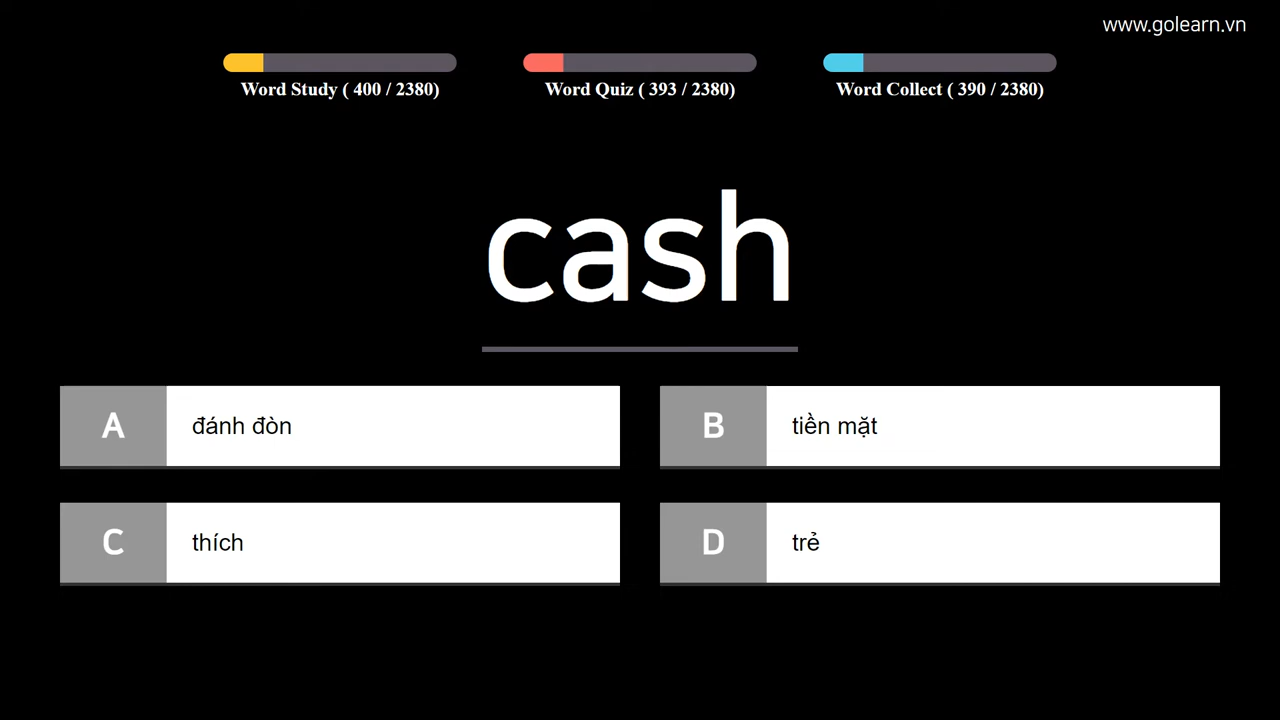 www.golearn.vn
Word Study ( 400 / 2380)
Word Quiz ( 393 / 2380)
Word Collect ( 390 / 2380)
cash
A đánh đòn
B tiền mặt
C thích
D trẻ